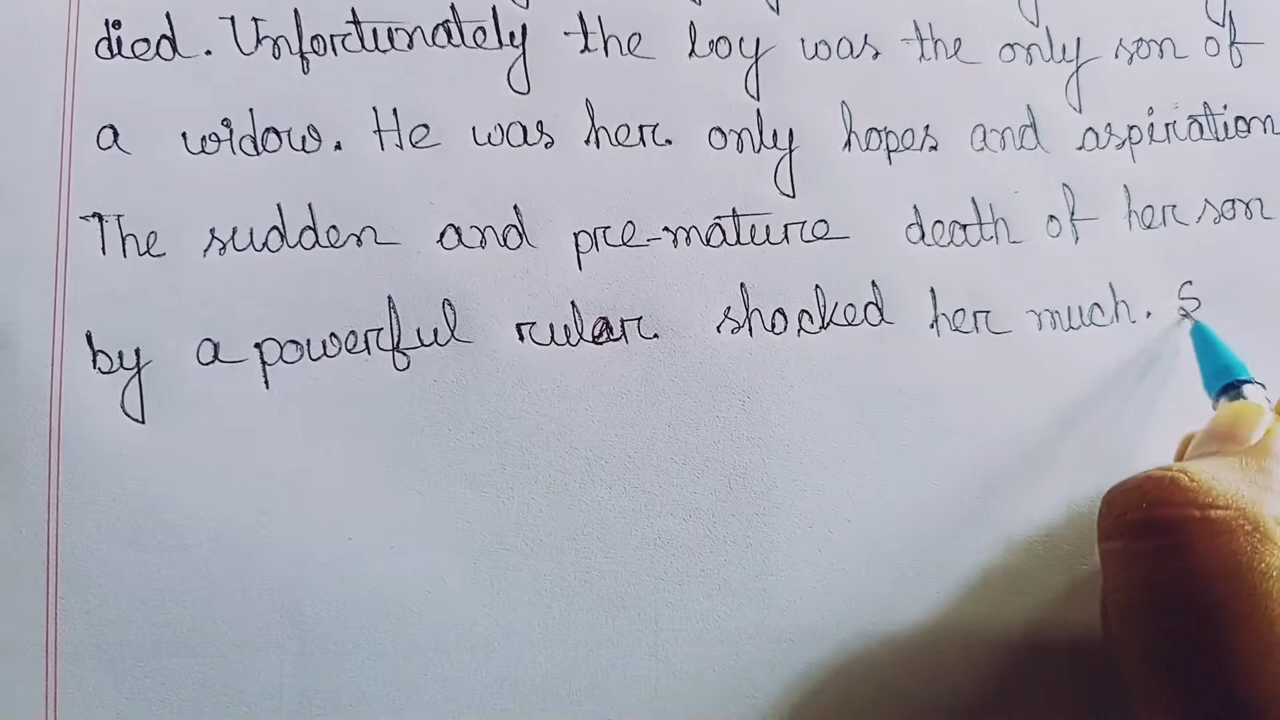 died. Unfortunately the boy was the only son of
a widow. He was her only hopes and aspiration
The sudden and pre-mature death of her son
by a powerful rular shocked her much. S